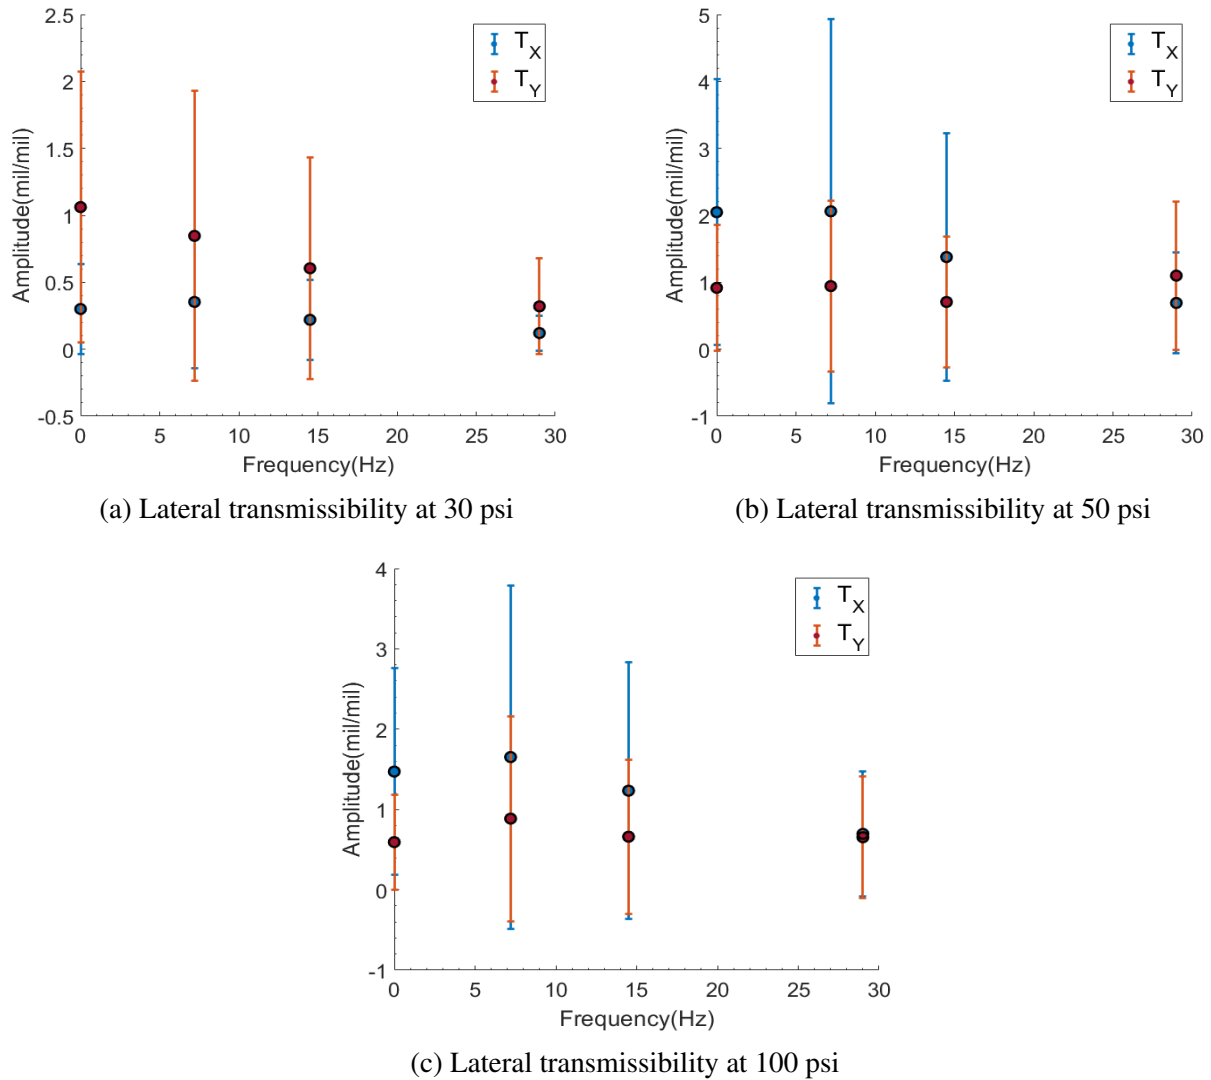 2.5
2
1.5
1
0.5
0
-0.5
Amplitude(mil/mil)
0 5 10 15 20 25 30
Frequency(Hz)
T_X
T_Y
(a) Lateral transmissibility at 30 psi
5
4
3
2
1
0
-1
Amplitude(mil/mil)
0 5 10 15 20 25 30
Frequency(Hz)
T_X
T_Y
(b) Lateral transmissibility at 50 psi
4
3
2
1
0
-1
Amplitude(mil/mil)
0 5 10 15 20 25 30
Frequency(Hz)
T_X
T_Y
(c) Lateral transmissibility at 100 psi